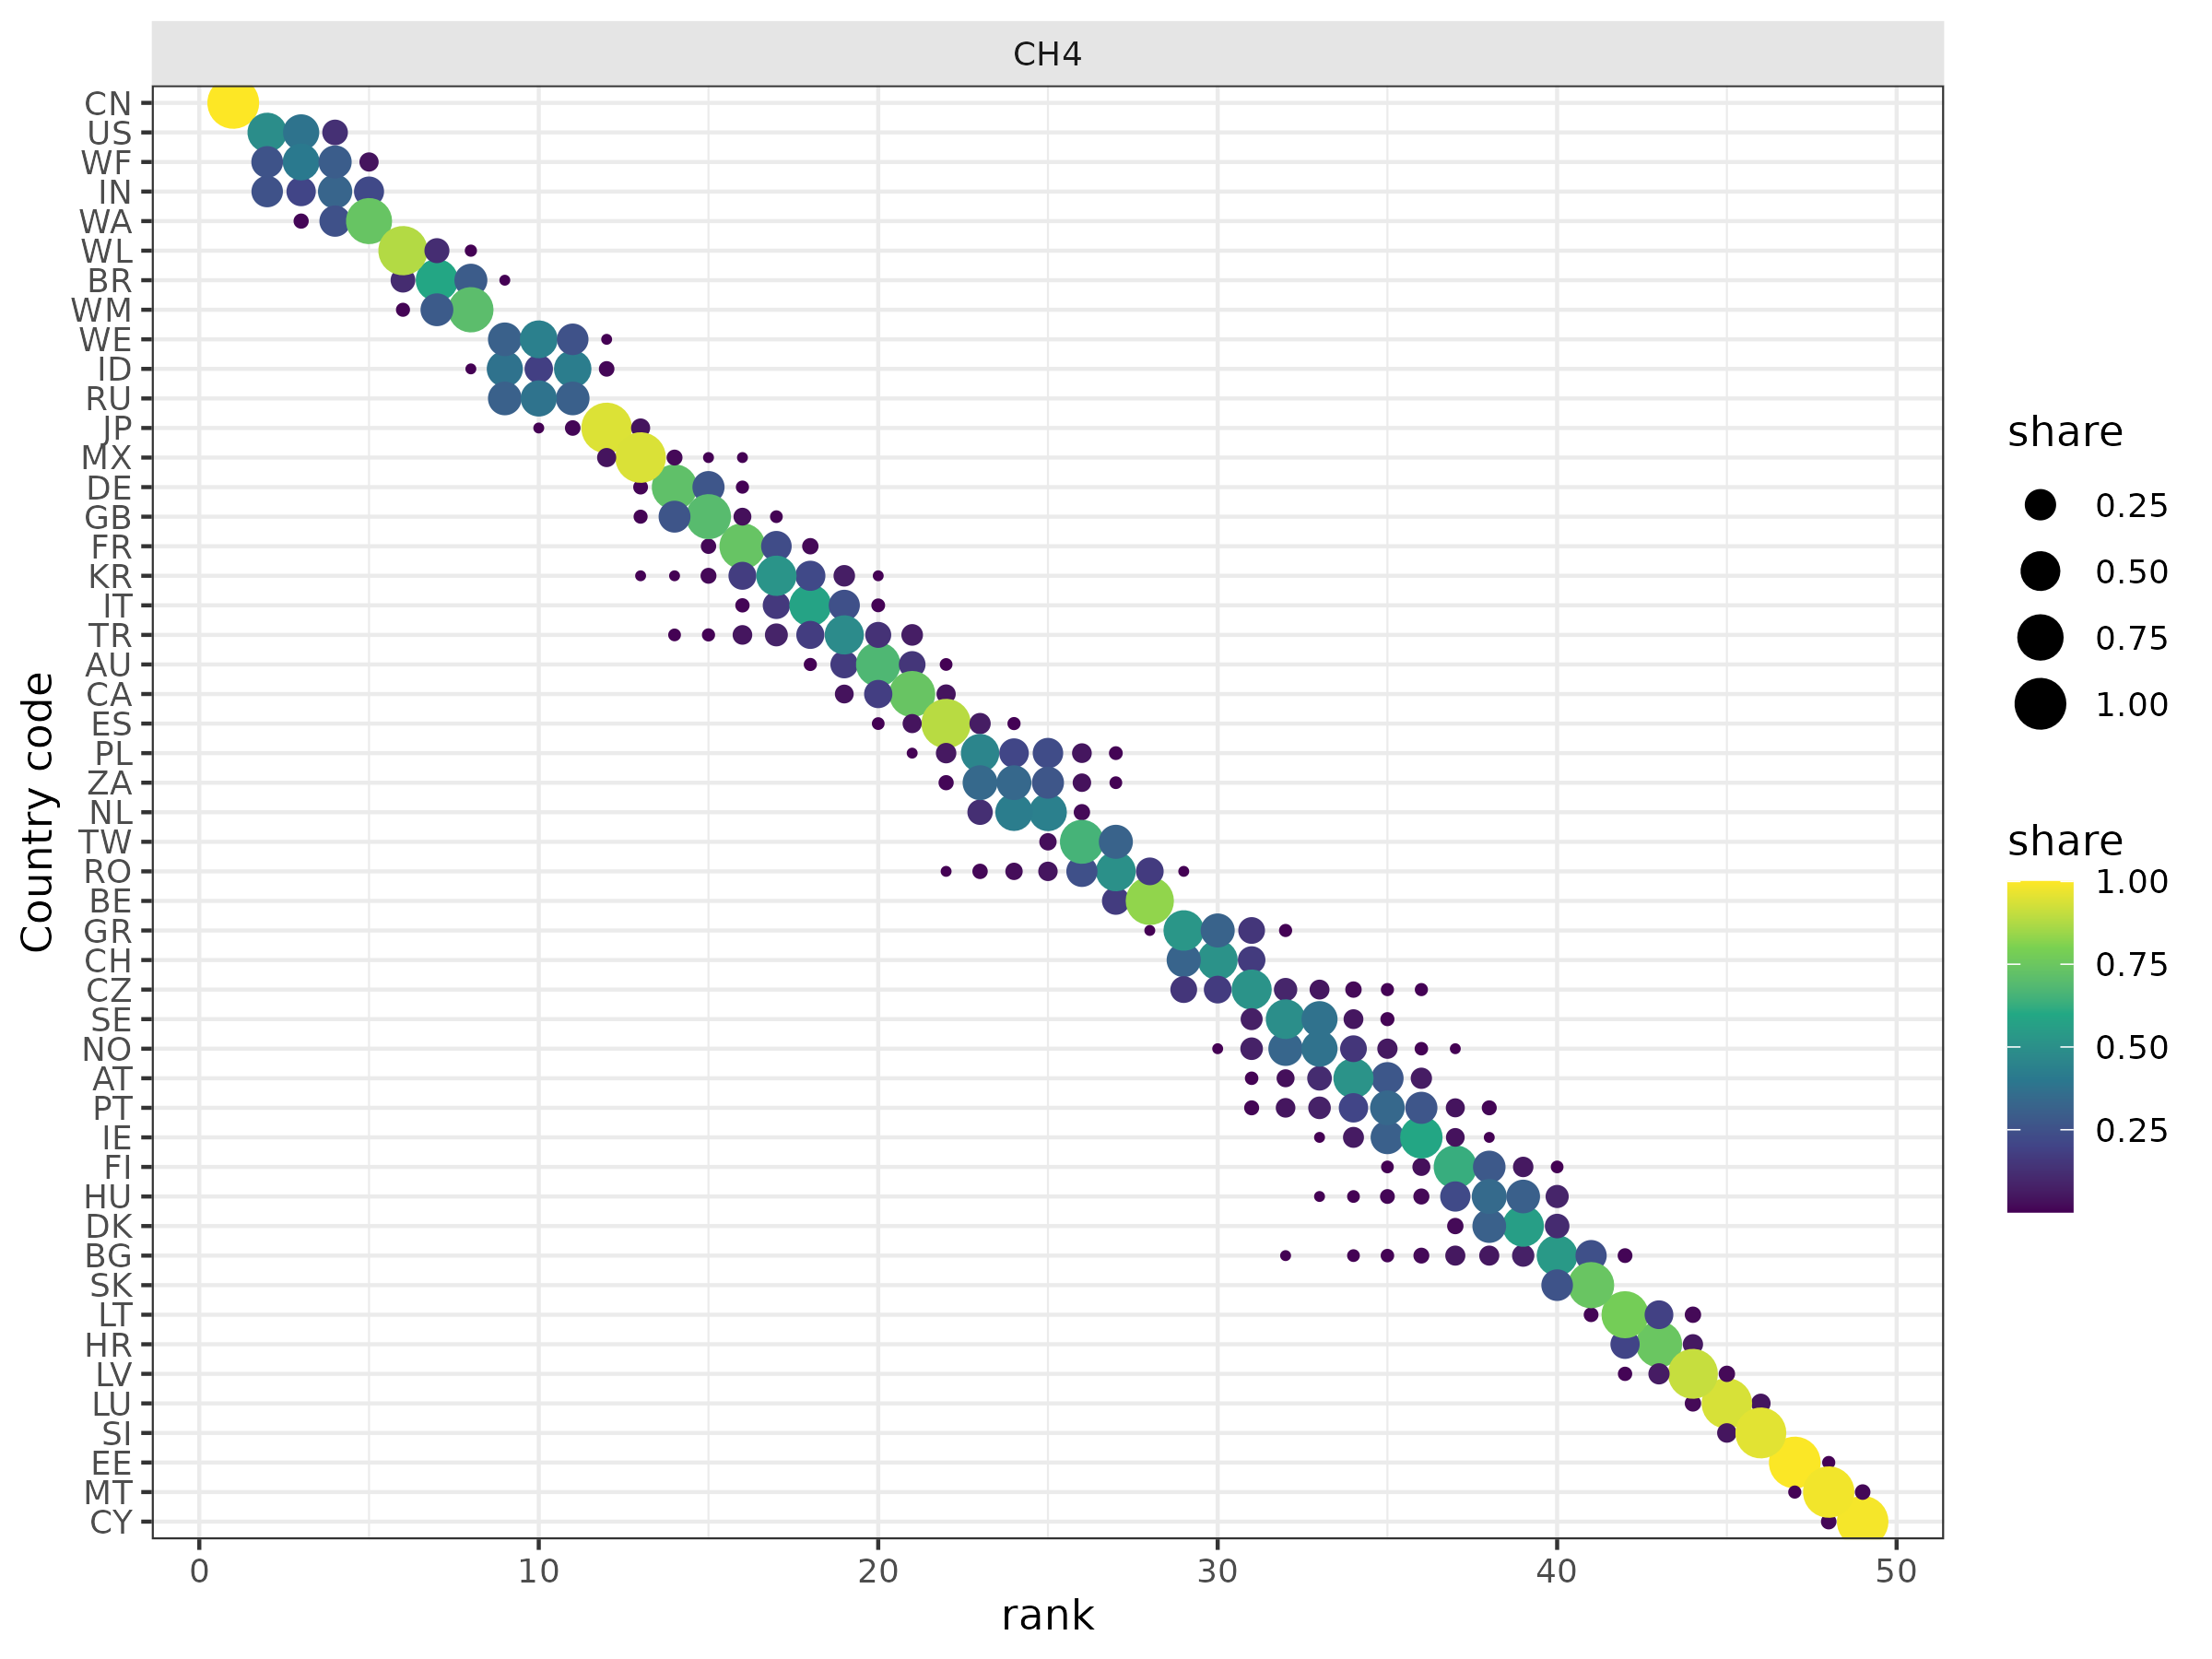 CH4
CN
US
WF
IN
WA
WL
BR
WM
WE
ID
RU
JP
MX
DE
GB
FR
KR
IT
TR
AU
CA
ES
PL
ZA
NL
TW
RO
BE
GR
CH
CZ
SE
NO
AT
PT
IE
FI
HU
DK
BG
SK
LT
HR
LV
LU
SI
EE
MT
CY
Country code
0 10 20 30 40 50
rank
share
0.25
0.50
0.75
1.00
share
1.00
0.75
0.50
0.25